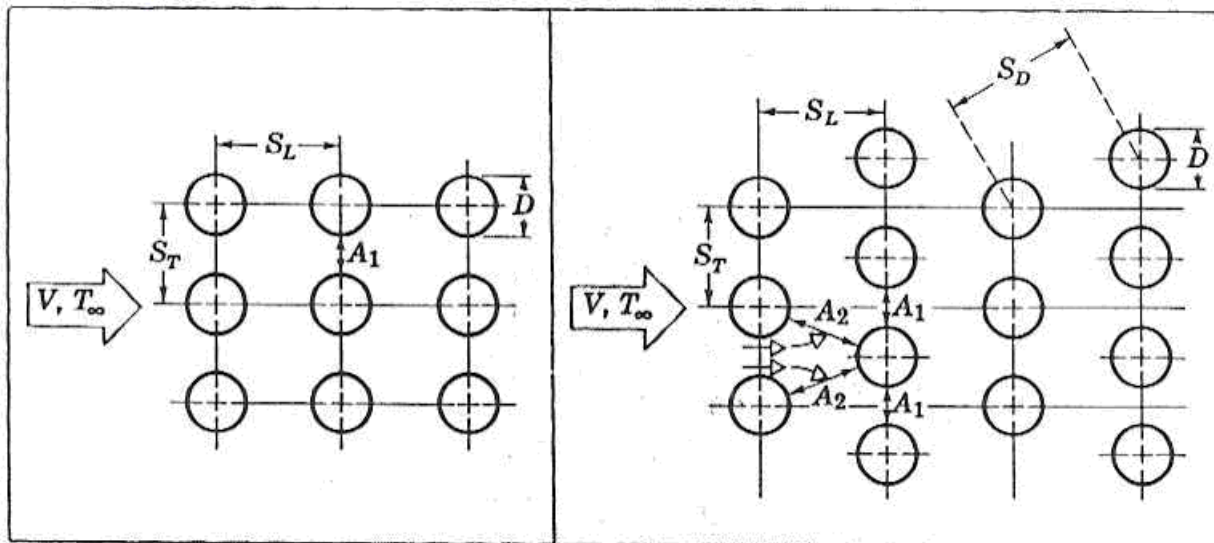 S_L
D
S_T
A_1
V, T_∞
S_D
S_L
D
S_T
A_2
A_1
V, T_∞
A_2
A_1